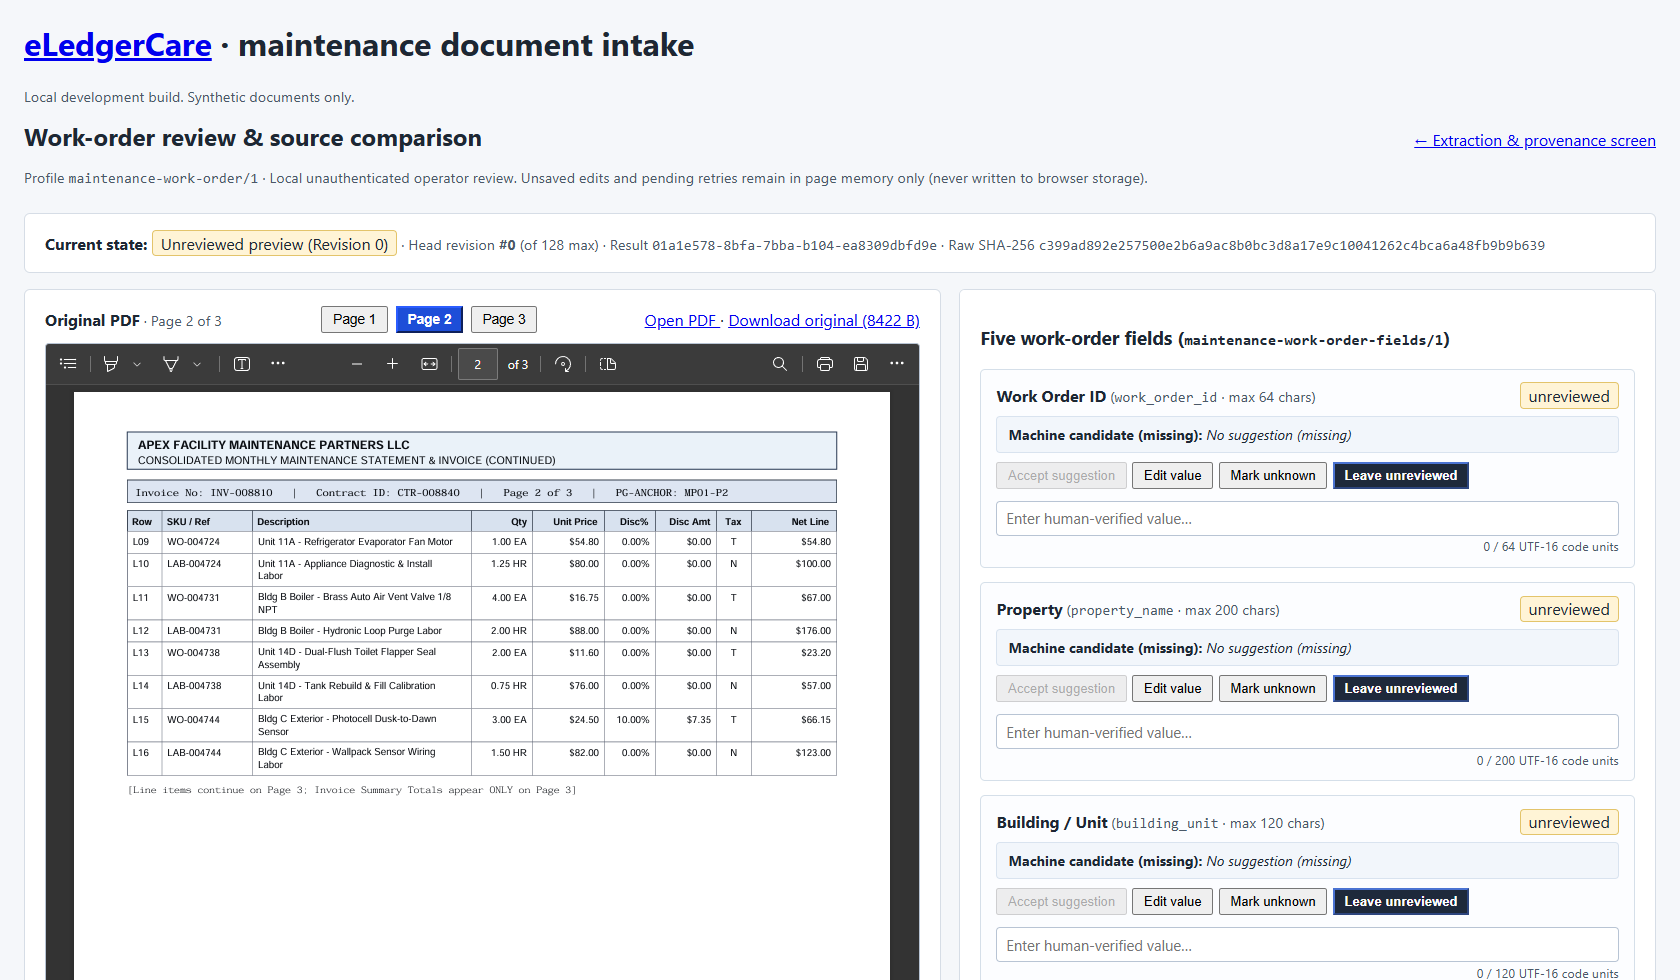 eLedgerCare · maintenance document intake
Local development build. Synthetic documents only.
Work-order review & source comparison
← Extraction & provenance screen
Profile maintenance-work-order/1 · Local unauthenticated operator review. Unsaved edits and pending retries remain in page memory only (never written to browser storage).
Current state: Unreviewed preview (Revision 0) · Head revision #0 (of 128 max) · Result 01a1e578-8bfa-7bba-b104-ea8309dbfd9e · Raw SHA-256 c399ad892e257500e2b6a9ac8b0bc3d8a17e9c10041262c4bca6a48fb9b9b639
Original PDF · Page 2 of 3
Page 1 Page 2 Page 3
Open PDF · Download original (8422 B)
2 of 3
APEX FACILITY MAINTENANCE PARTNERS LLC
CONSOLIDATED MONTHLY MAINTENANCE STATEMENT & INVOICE (CONTINUED)
Invoice No: INV-008810 | Contract ID: CTR-008840 | Page 2 of 3 | PG-ANCHOR: MP01-P2
Row SKU / Ref Description Qty Unit Price Disc% Disc Amt Tax Net Line
L09 WO-004724 Unit 11A - Refrigerator Evaporator Fan Motor 1.00 EA $54.80 0.00% $0.00 T $54.80
L10 LAB-004724 Unit 11A - Appliance Diagnostic & Install Labor 1.25 HR $80.00 0.00% $0.00 N $100.00
L11 WO-004731 Bldg B Boiler - Brass Auto Air Vent Valve 1/8 NPT 4.00 EA $16.75 0.00% $0.00 T $67.00
L12 LAB-004731 Bldg B Boiler - Hydronic Loop Purge Labor 2.00 HR $88.00 0.00% $0.00 N $176.00
L13 WO-004738 Unit 14D - Dual-Flush Toilet Flapper Seal Assembly 2.00 EA $11.60 0.00% $0.00 T $23.20
L14 LAB-004738 Unit 14D - Tank Rebuild & Fill Calibration Labor 0.75 HR $76.00 0.00% $0.00 N $57.00
L15 WO-004744 Bldg C Exterior - Photocell Dusk-to-Dawn Sensor 3.00 EA $24.50 10.00% $7.35 T $66.15
L16 LAB-004744 Bldg C Exterior - Wallpack Sensor Wiring Labor 1.50 HR $82.00 0.00% $0.00 N $123.00
[Line items continue on Page 3; Invoice Summary Totals appear ONLY on Page 3]
Five work-order fields (maintenance-work-order-fields/1)
Work Order ID (work_order_id · max 64 chars) unreviewed
Machine candidate (missing): No suggestion (missing)
Accept suggestion Edit value Mark unknown Leave unreviewed
Enter human-verified value...
0 / 64 UTF-16 code units
Property (property_name · max 200 chars) unreviewed
Machine candidate (missing): No suggestion (missing)
Accept suggestion Edit value Mark unknown Leave unreviewed
Enter human-verified value...
0 / 200 UTF-16 code units
Building / Unit (building_unit · max 120 chars) unreviewed
Machine candidate (missing): No suggestion (missing)
Accept suggestion Edit value Mark unknown Leave unreviewed
Enter human-verified value...
0 / 120 UTF-16 code units